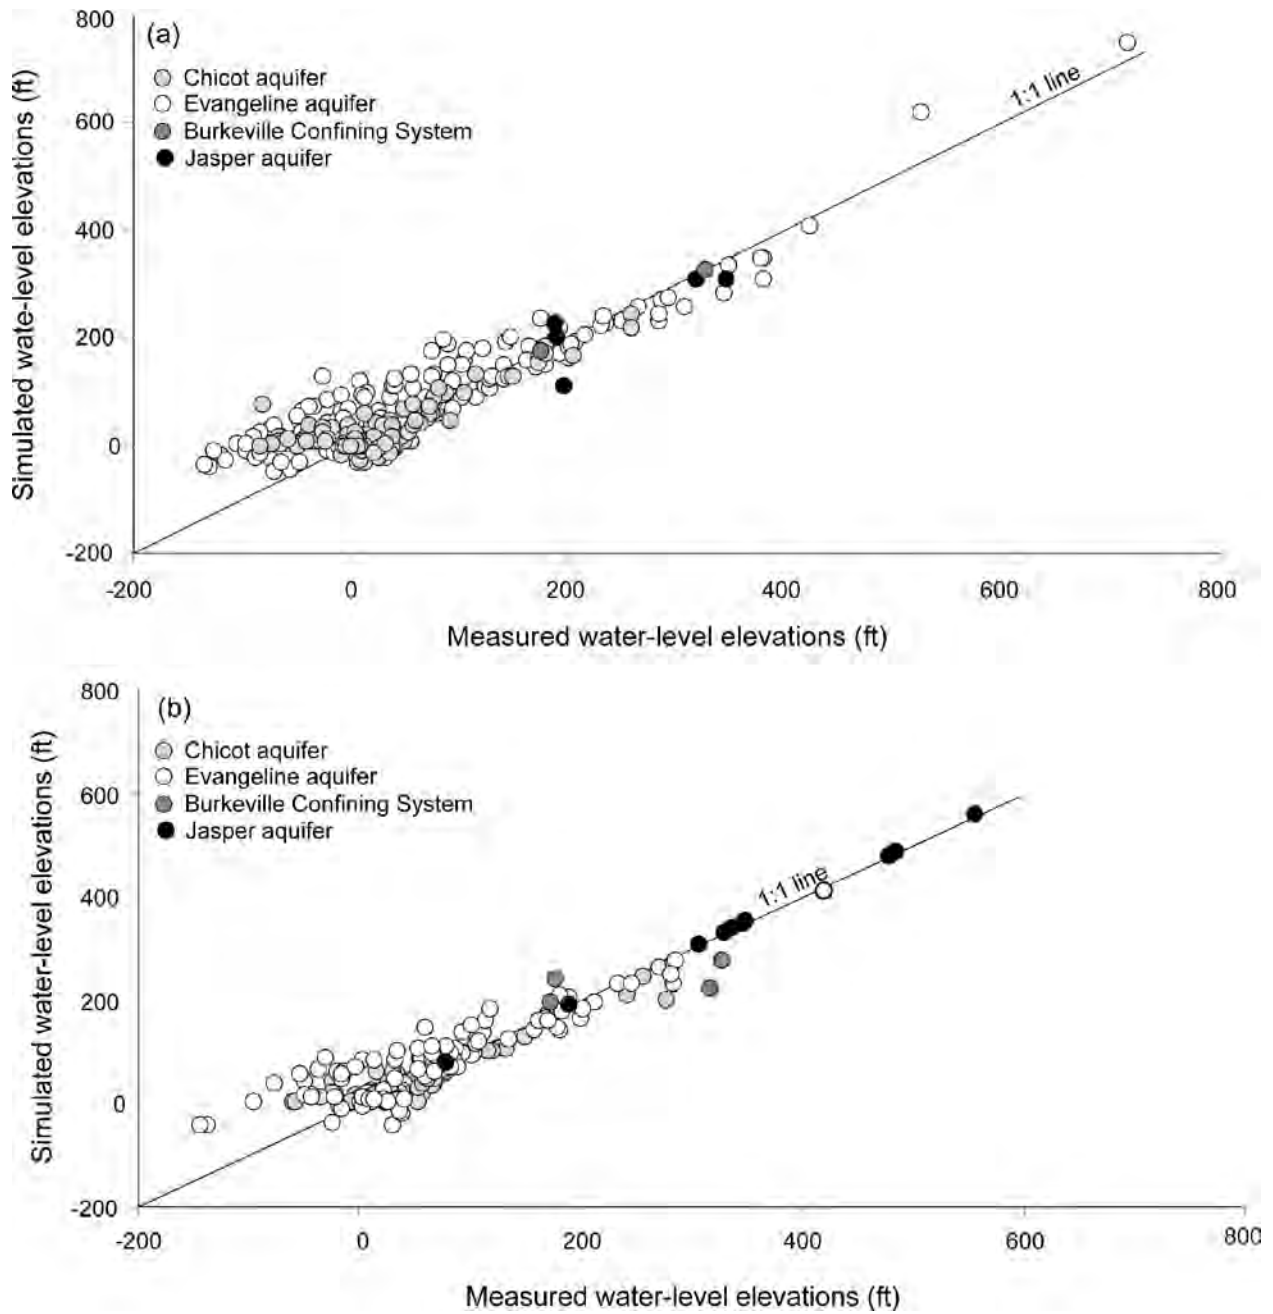 800
(a)
Chicot aquifer
Evangeline aquifer
Burkeville Confining System
Jasper aquifer
1:1 line
600
400
200
0
-200
Simulated wate-level elevations (ft)
-200 0 200 400 600 800
Measured water-level elevations (ft)
800
(b)
Chicot aquifer
Evangeline aquifer
Burkeville Confining System
Jasper aquifer
1:1 line
600
400
200
0
-200
Simulated water-level elevations (ft)
-200 0 200 400 600 800
Measured water-level elevations (ft)